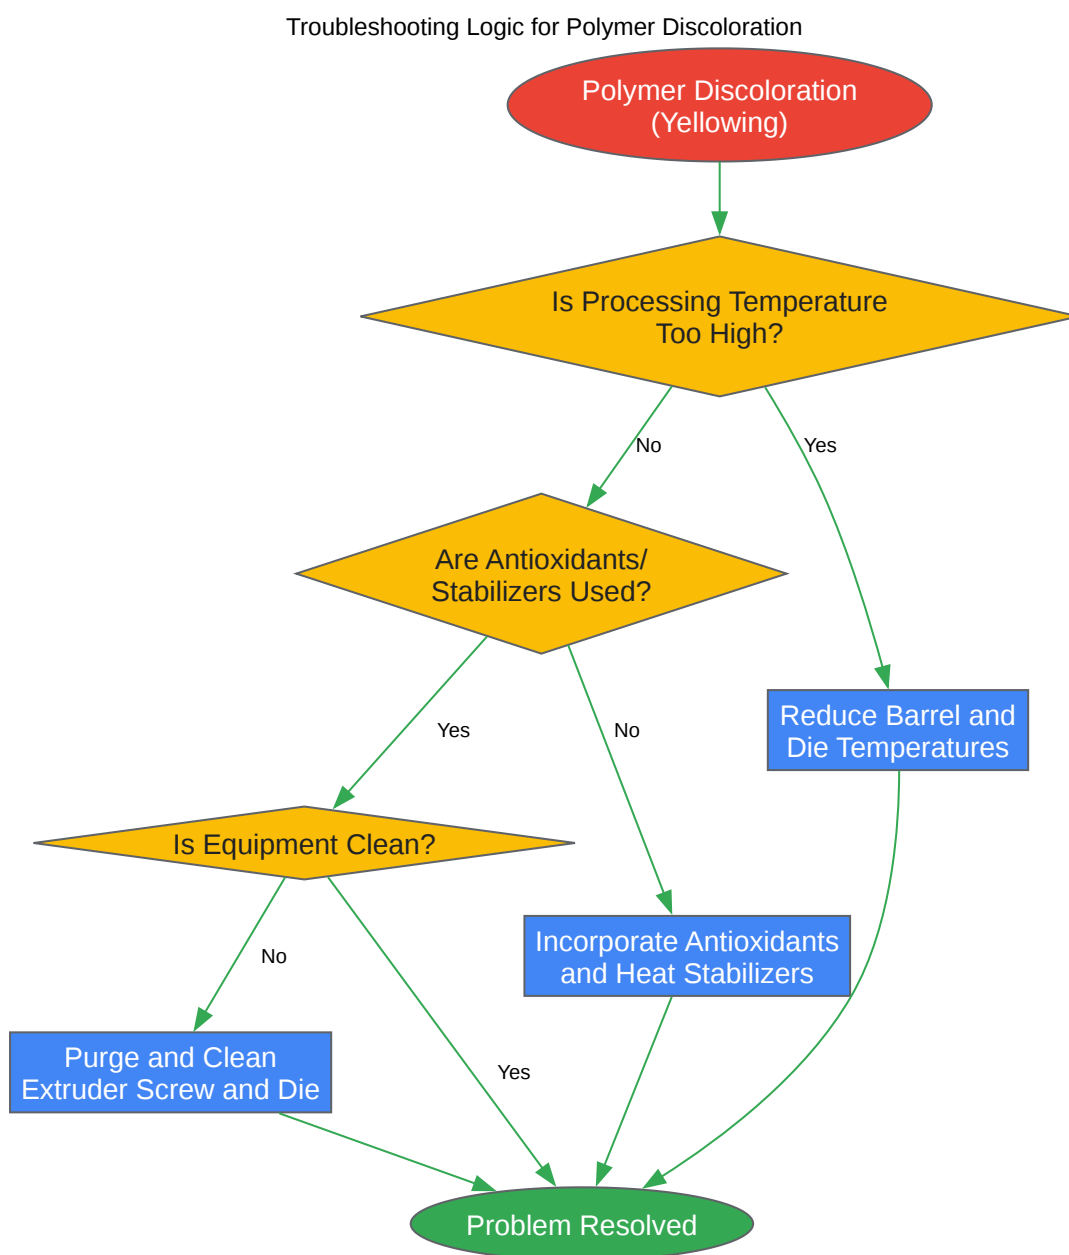 Troubleshooting Logic for Polymer Discoloration
Polymer Discoloration
(Yellowing)
Is Processing Temperature
Too High?
No
Yes
Are Antioxidants/
Stabilizers Used?
Yes
No
Reduce Barrel and
Die Temperatures
Is Equipment Clean?
Incorporate Antioxidants
and Heat Stabilizers
No
Yes
Purge and Clean
Extruder Screw and Die
Problem Resolved